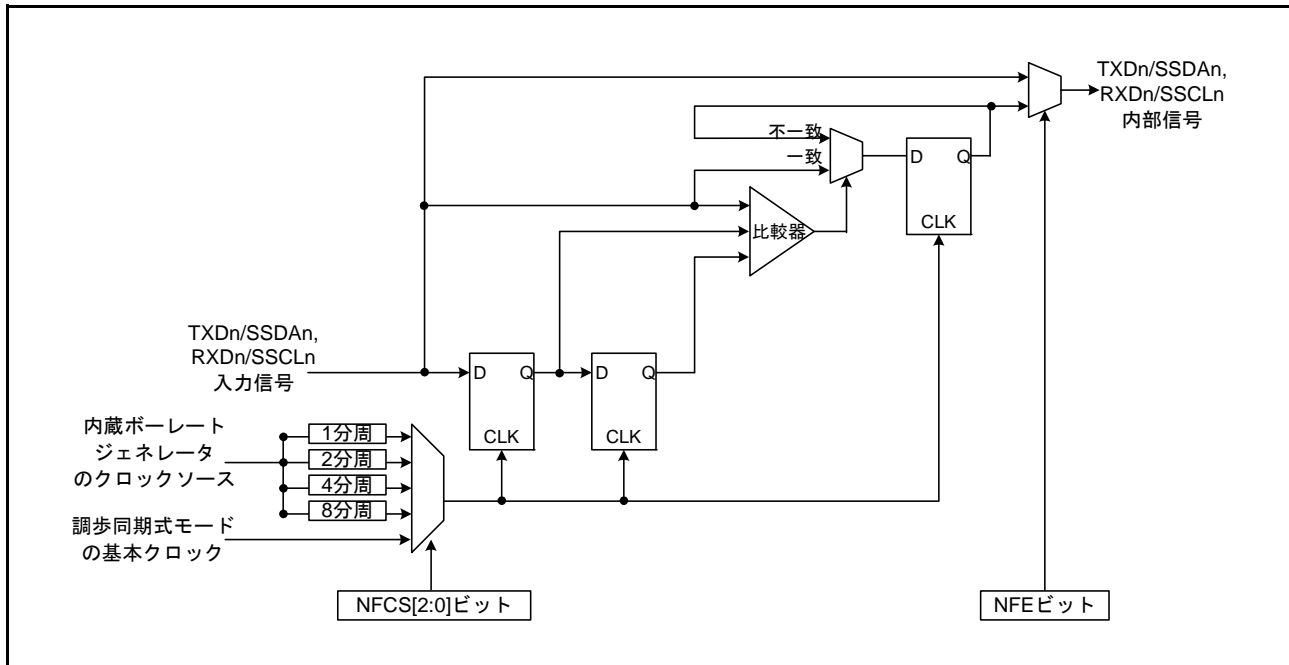 TXDn/SSDAn,
RXDn/SSCLn
内部信号
不一致
一致
D
Q
CLK
比較器
TXDn/SSDAn,
RXDn/SSCLn
入力信号
D
Q
CLK
D
Q
CLK
内蔵ボーレート
ジェネレータ
のクロックソース
1分周
2分周
4分周
8分周
調歩同期式モード
の基本クロック
NFCS[2:0]ビット
NFEビット